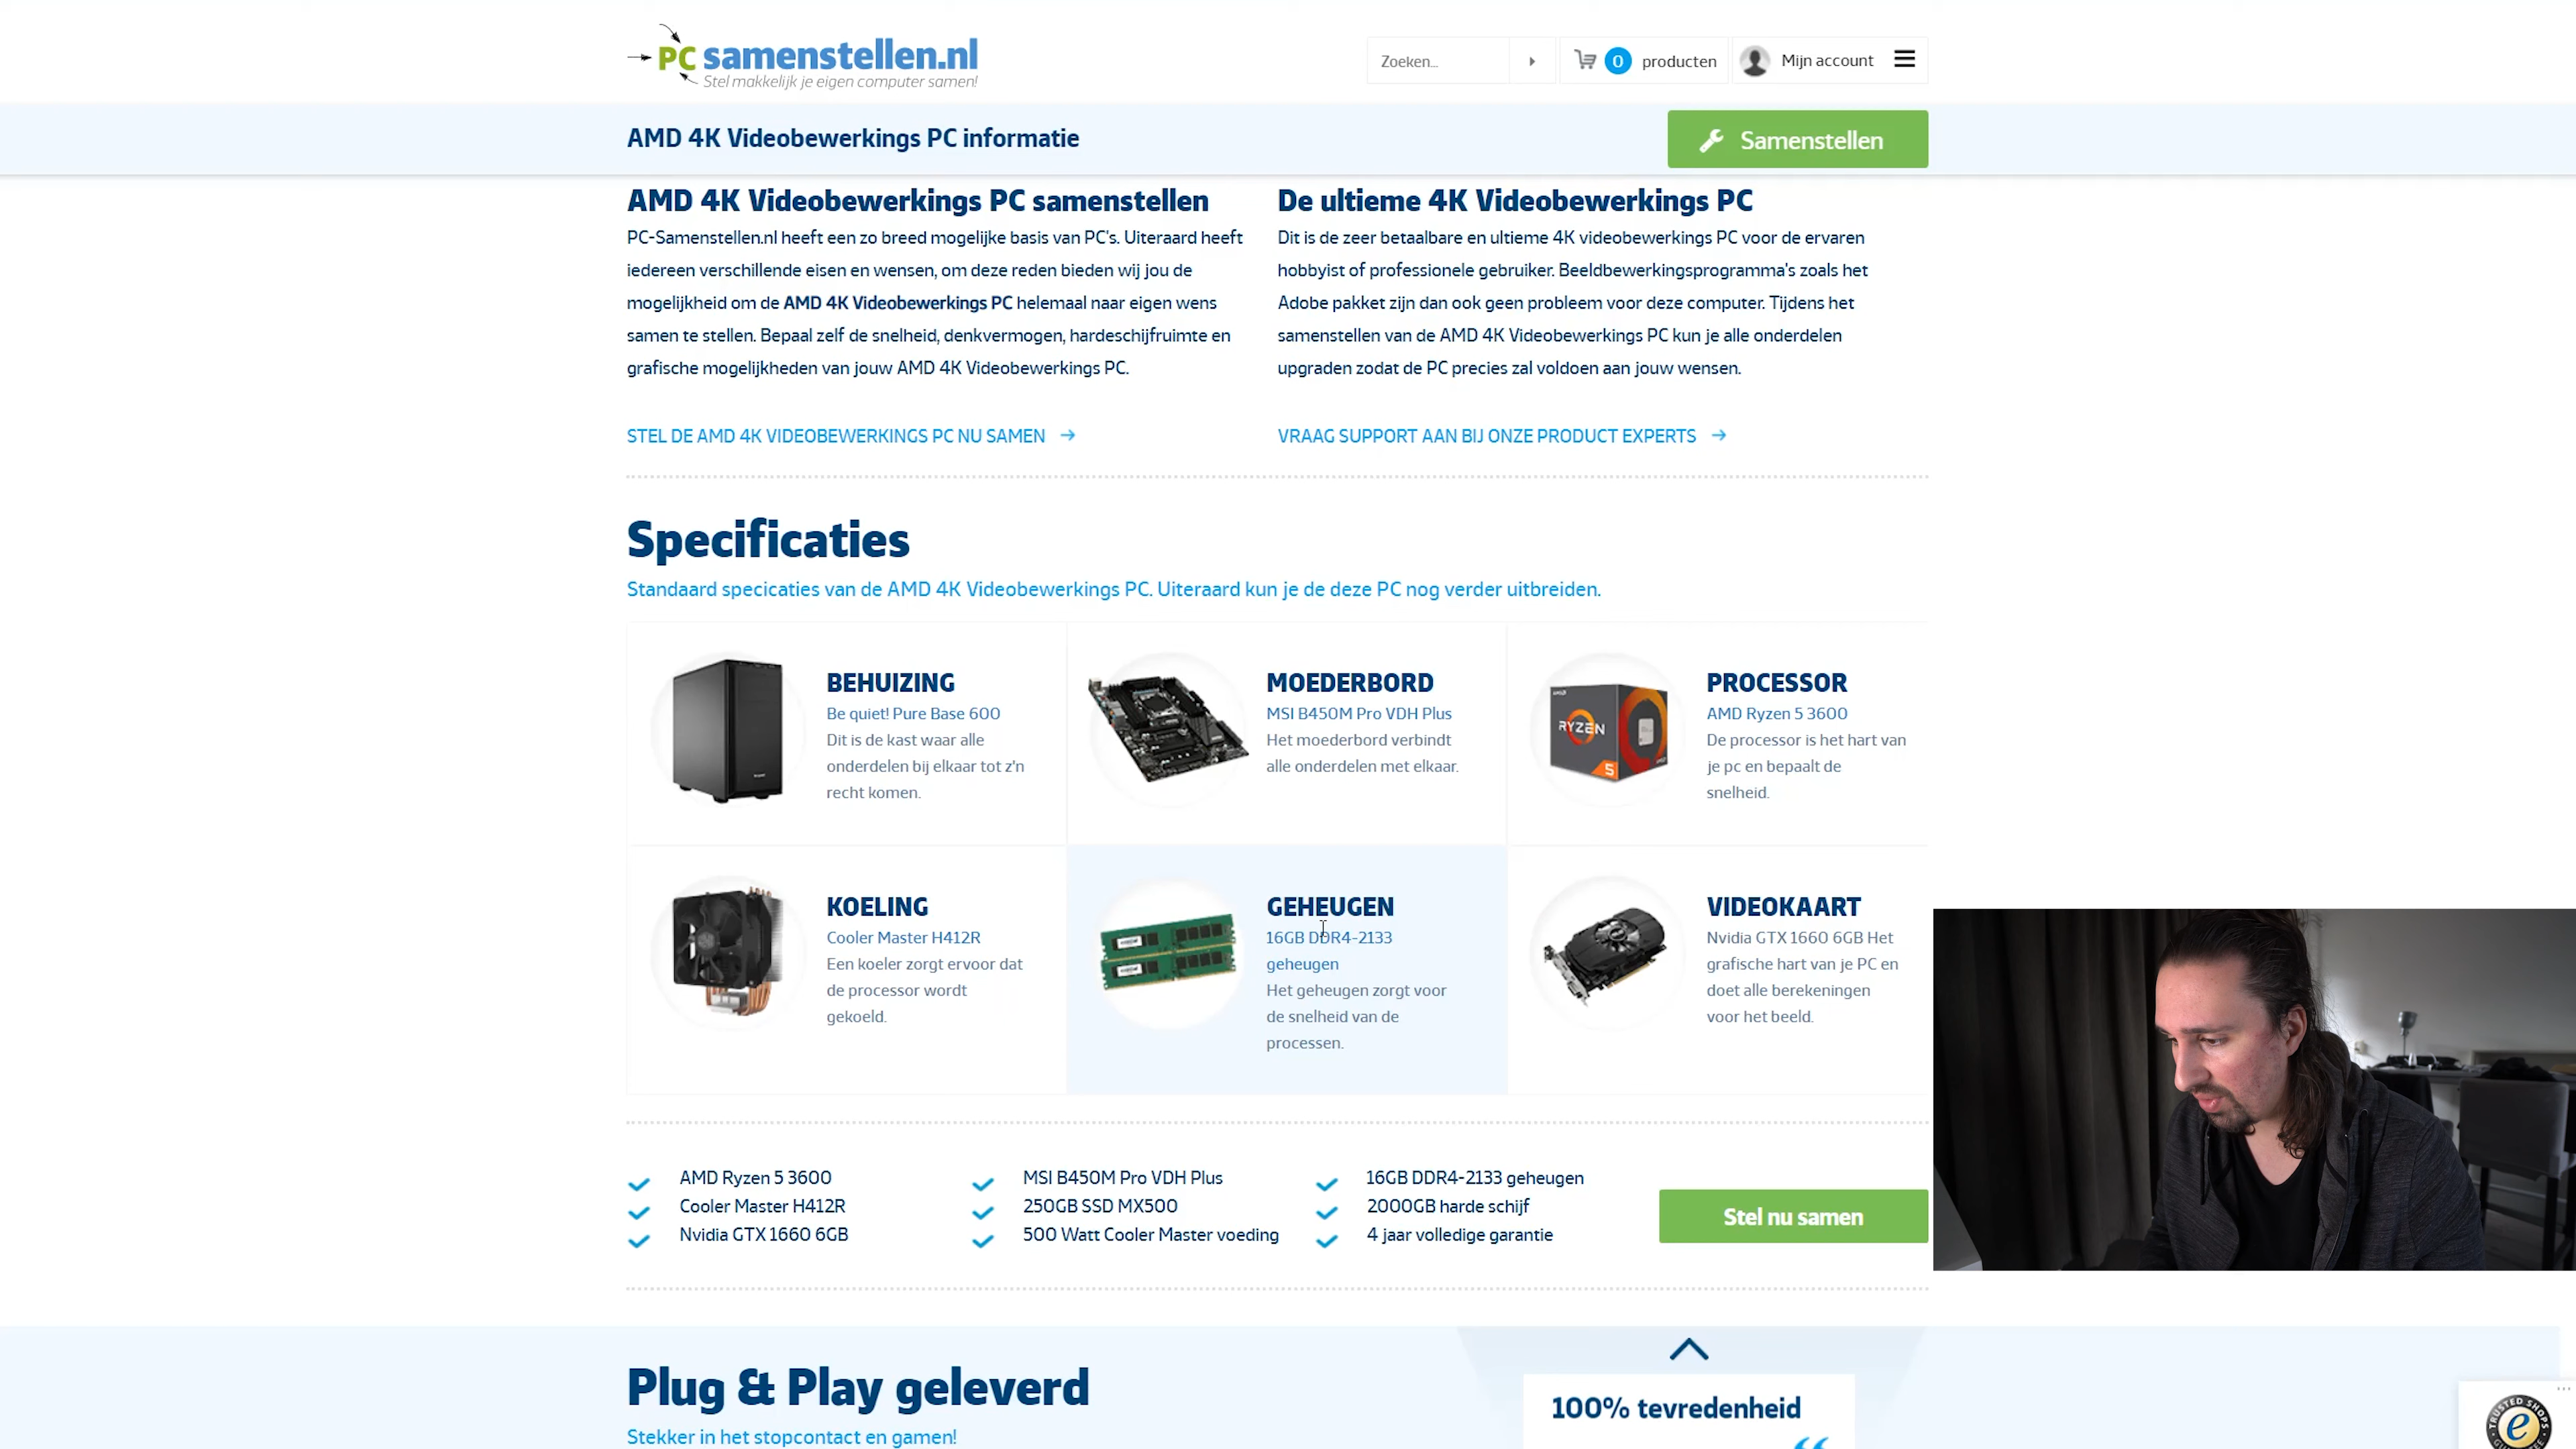 PC samenstellen.nl
Stel makkelijk je eigen computer samen!
Zoeken...
0 producten
Mijn account
AMD 4K Videobewerkings PC informatie
Samenstellen
AMD 4K Videobewerkings PC samenstellen
PC-Samenstellen.nl heeft een zo breed mogelijke basis van PC's. Uiteraard heeft
iedereen verschillende eisen en wensen, om deze reden bieden wij jou de
mogelijkheid om de AMD 4K Videobewerkings PC helemaal naar eigen wens
samen te stellen. Bepaal zelf de snelheid, denkvermogen, hardeschijfruimte en
grafische mogelijkheden van jouw AMD 4K Videobewerkings PC.
STEL DE AMD 4K VIDEOBEWERKINGS PC NU SAMEN
De ultieme 4K Videobewerkings PC
Dit is de zeer betaalbare en ultieme 4K videobewerkings PC voor de ervaren
hobbyist of professionele gebruiker. Beeldbewerkingsprogramma's zoals het
Adobe pakket zijn dan ook geen probleem voor deze computer. Tijdens het
samenstellen van de AMD 4K Videobewerkings PC kun je alle onderdelen
upgraden zodat de PC precies zal voldoen aan jouw wensen.
VRAAG SUPPORT AAN BIJ ONZE PRODUCT EXPERTS
Specificaties
Standaard specicaties van de AMD 4K Videobewerkings PC. Uiteraard kun je de deze PC nog verder uitbreiden.
BEHUIZING
Be quiet! Pure Base 600
Dit is de kast waar alle
onderdelen bij elkaar tot z'n
recht komen.
MOEDERBORD
MSI B450M Pro VDH Plus
Het moederbord verbindt
alle onderdelen met elkaar.
RYZEN
5
PROCESSOR
AMD Ryzen 5 3600
De processor is het hart van
je pc en bepaalt de
snelheid.
KOELING
Cooler Master H412R
Een koeler zorgt ervoor dat
de processor wordt
gekoeld.
GEHEUGEN
16GB DDR4-2133
geheugen
Het geheugen zorgt voor
de snelheid van de
processen.
VIDEOKAART
Nvidia GTX 1660 6GB Het
grafische hart van je PC en
doet alle berekeningen
voor het beeld.
AMD Ryzen 5 3600
Cooler Master H412R
Nvidia GTX 1660 6GB
MSI B450M Pro VDH Plus
250GB SSD MX500
500 Watt Cooler Master voeding
16GB DDR4-2133 geheugen
2000GB harde schijf
4 jaar volledige garantie
Stel nu samen
Plug & Play geleverd
Stekker in het stopcontact en gamen!
100% tevredenheid
TRUSTED SHOPS
e